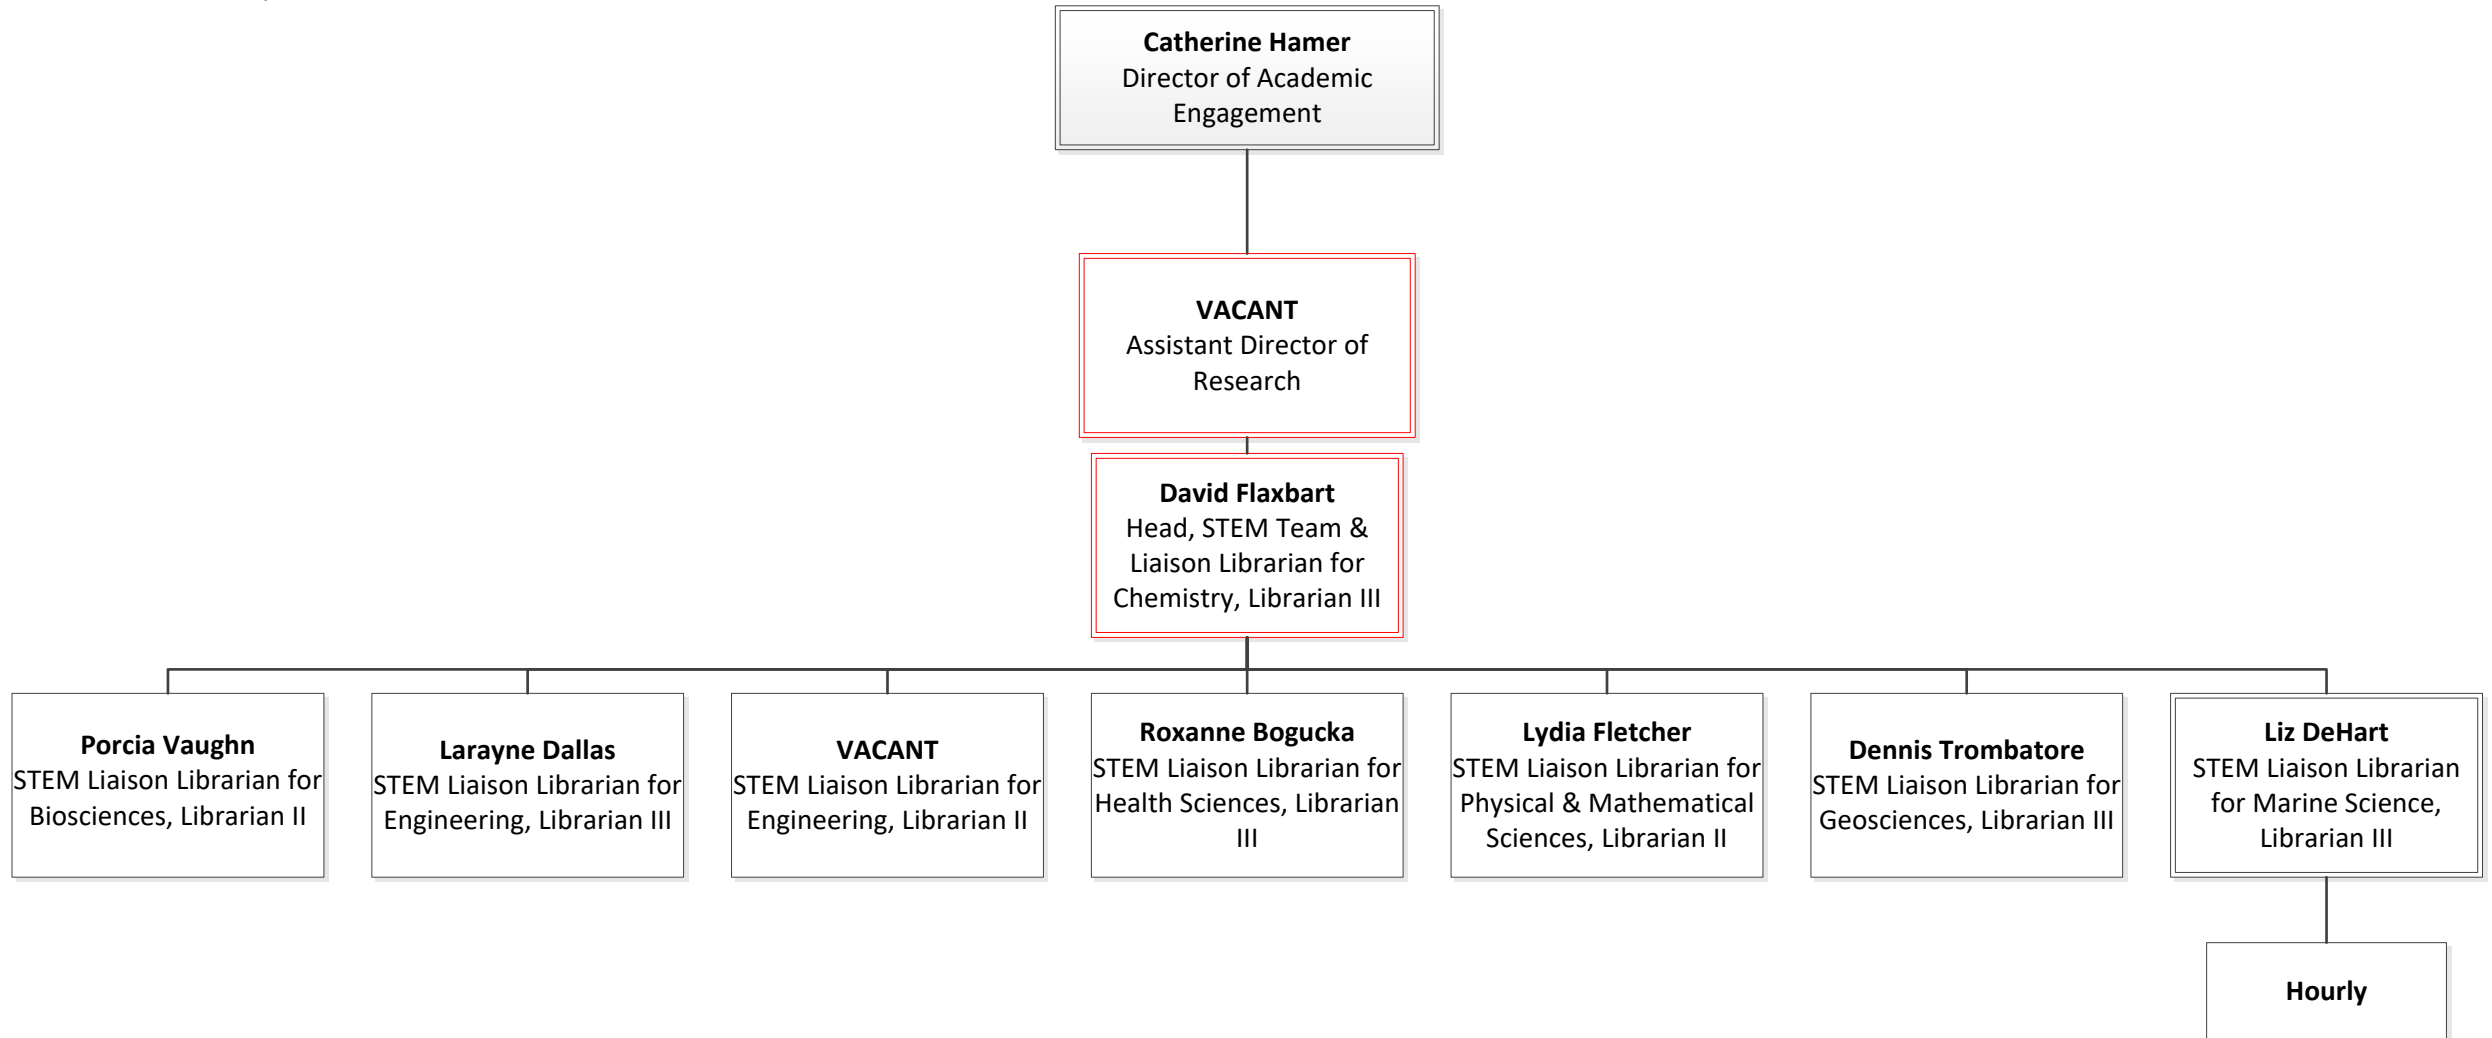 Catherine Hamer
Director of Academic
Engagement
VACANT
Assistant Director of
Research
David Flaxbart
Head, STEM Team &
Liaison Librarian for
Chemistry, Librarian III
Porcia Vaughn
STEM Liaison Librarian for
Biosciences, Librarian II
Larayne Dallas
STEM Liaison Librarian for
Engineering, Librarian III
VACANT
STEM Liaison Librarian for
Engineering, Librarian II
Roxanne Bogucka
STEM Liaison Librarian for
Health Sciences, Librarian
III
Lydia Fletcher
STEM Liaison Librarian for
Physical & Mathematical
Sciences, Librarian II
Dennis Trombatore
STEM Liaison Librarian for
Geosciences, Librarian III
Liz DeHart
STEM Liaison Librarian
for Marine Science,
Librarian III
Hourly